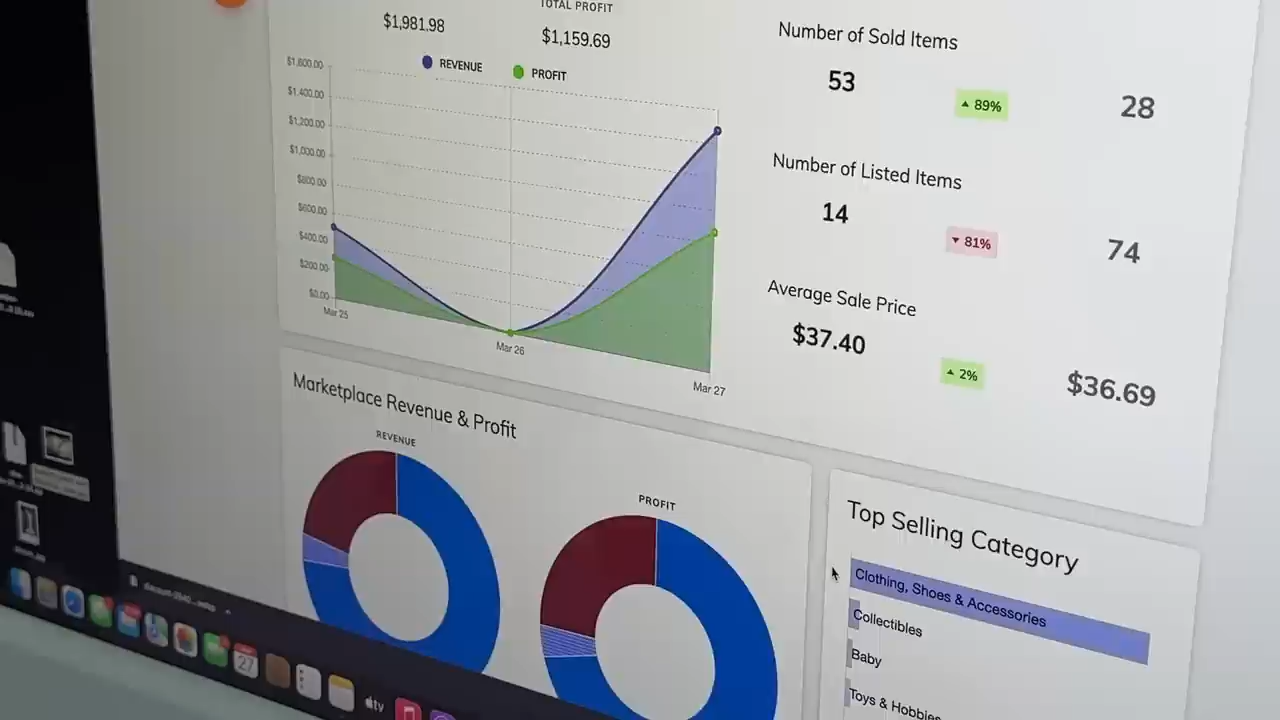 TOTAL PROFIT
$1,981.98
$1,159.69
REVENUE
PROFIT
$1,600.00
$1,400.00
$1,200.00
$1,000.00
$800.00
$600.00
$400.00
$200.00
$0.00
Mar 25
Mar 26
Mar 27
Number of Sold Items
53
89%
28
Number of Listed Items
14
81%
74
Average Sale Price
$37.40
2%
$36.69
Marketplace Revenue & Profit
REVENUE
PROFIT
Top Selling Category
Clothing, Shoes & Accessories
Collectibles
Baby
Toys & Hobbies
27
tv